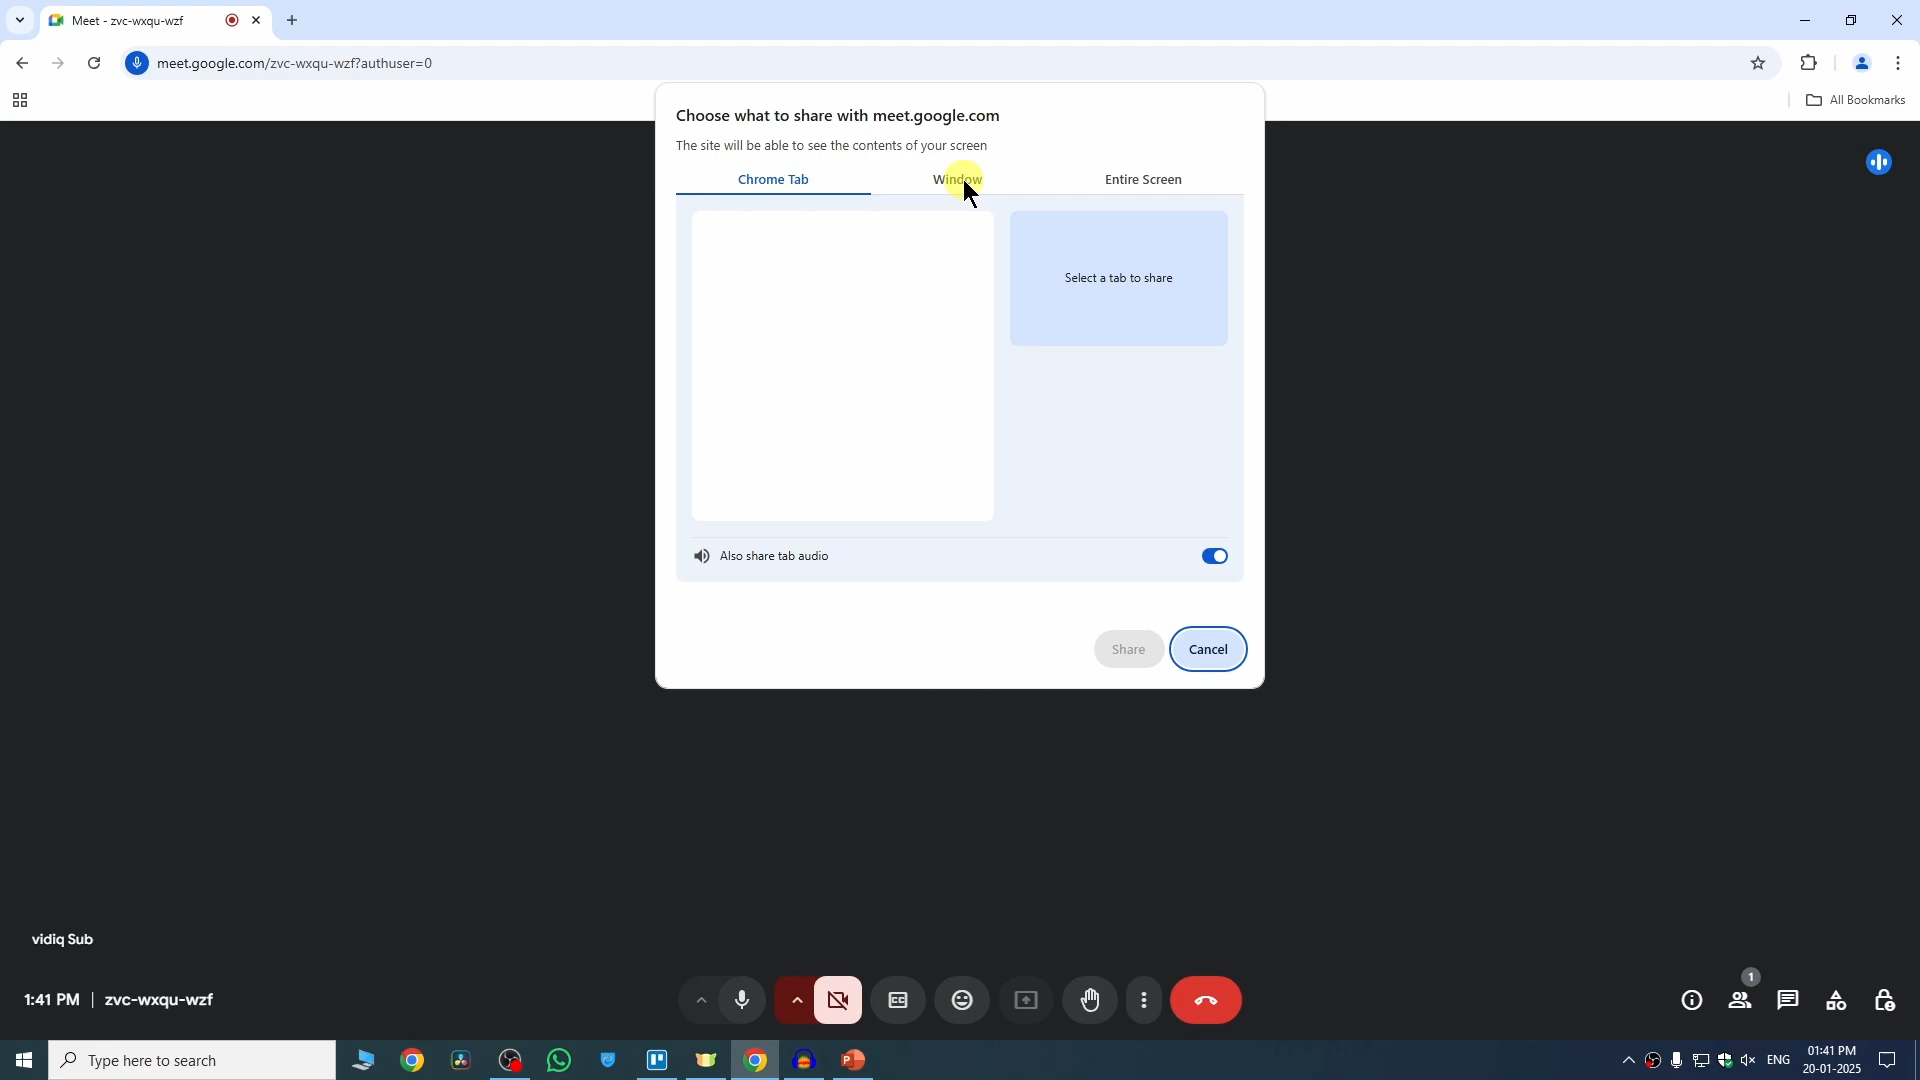 Meet - zvc-wxqu-wzf
meet.google.com/zvc-wxqu-wzf?authuser=0
All Bookmarks
Choose what to share with meet.google.com
The site will be able to see the contents of your screen
Chrome Tab
Window
Entire Screen
Select a tab to share
Also share tab audio
Share
Cancel
vidiq Sub
1:41 PM | zvc-wxqu-wzf
1
Type here to search
ENG
01:41 PM
20-01-2025